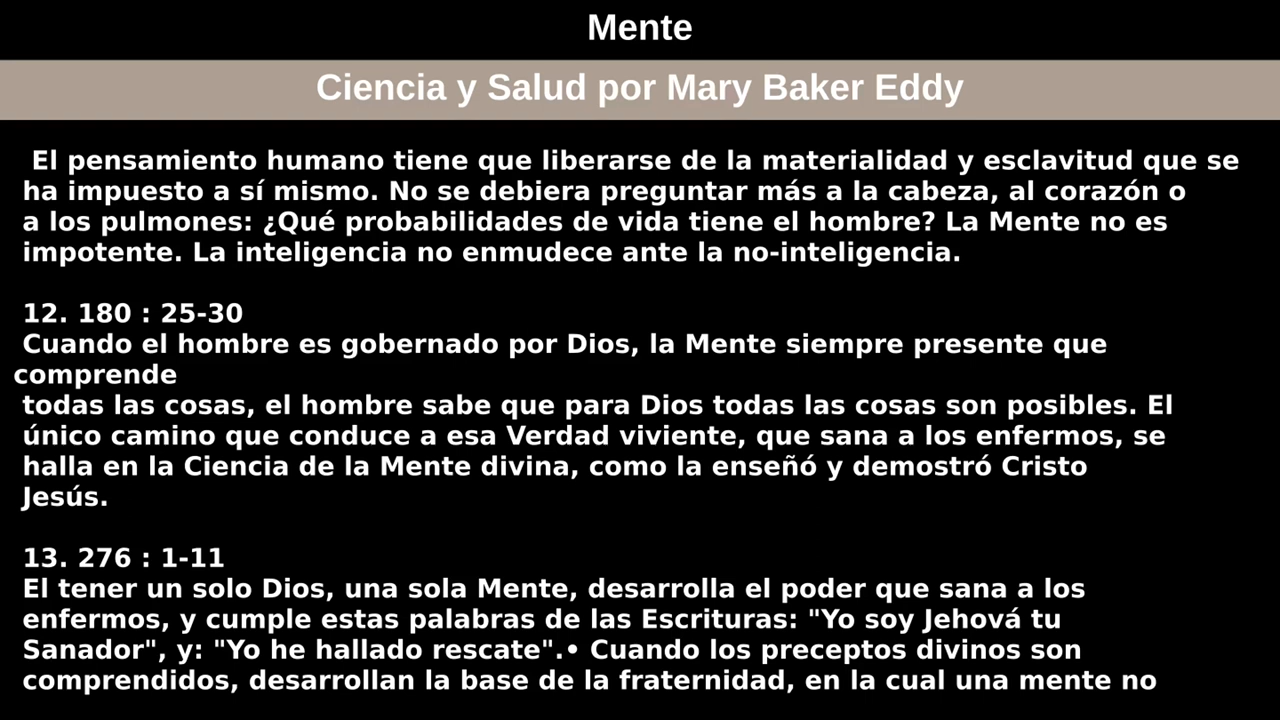 Mente
Ciencia y Salud por Mary Baker Eddy
El pensamiento humano tiene que liberarse de la materialidad y esclavitud que se
ha impuesto a sí mismo. No se debiera preguntar más a la cabeza, al corazón o
a los pulmones: ¿Qué probabilidades de vida tiene el hombre? La Mente no es
impotente. La inteligencia no enmudece ante la no-inteligencia.
12. 180 : 25-30
Cuando el hombre es gobernado por Dios, la Mente siempre presente que
comprende
todas las cosas, el hombre sabe que para Dios todas las cosas son posibles. El
único camino que conduce a esa Verdad viviente, que sana a los enfermos, se
halla en la Ciencia de la Mente divina, como la enseñó y demostró Cristo
Jesús.
13. 276 : 1-11
El tener un solo Dios, una sola Mente, desarrolla el poder que sana a los
enfermos, y cumple estas palabras de las Escrituras: "Yo soy Jehová tu
Sanador", y: "Yo he hallado rescate".• Cuando los preceptos divinos son
comprendidos, desarrollan la base de la fraternidad, en la cual una mente no